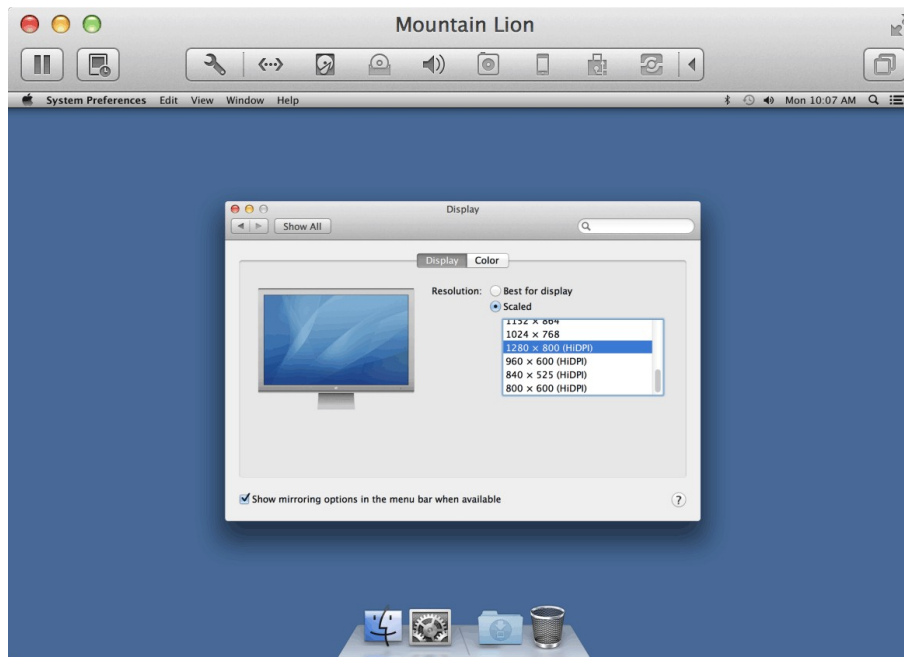 Mountain Lion
System Preferences Edit View Window Help Mon 10:07 AM
Display
Show All
Display Color
Resolution: Best for display
Scaled
1152 × 864
1024 × 768
1280 × 800 (HiDPI)
960 × 600 (HiDPI)
840 × 525 (HiDPI)
800 × 600 (HiDPI)
Show mirroring options in the menu bar when available ?